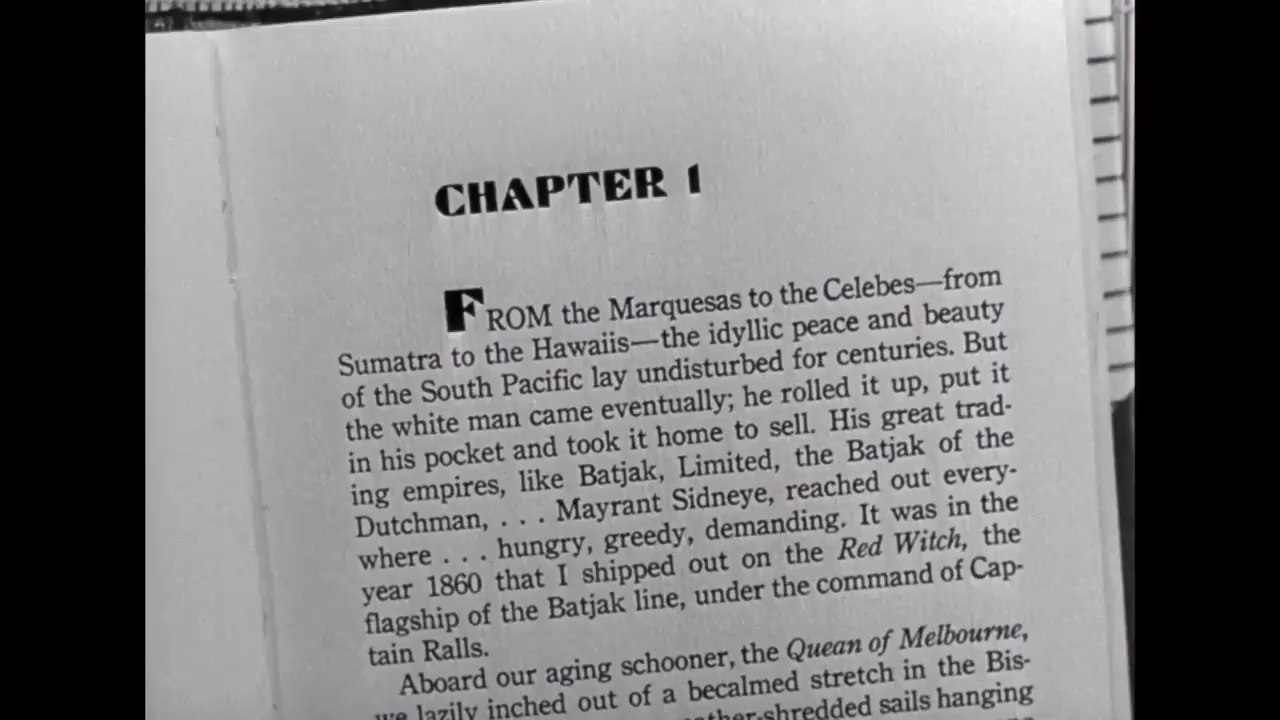 CHAPTER 1
FROM the Marquesas to the Celebes—from
Sumatra to the Hawaiis—the idyllic peace and beauty
of the South Pacific lay undisturbed for centuries. But
the white man came eventually; he rolled it up, put it
in his pocket and took it home to sell. His great trad-
ing empires, like Batjak, Limited, the Batjak of the
Dutchman, . . . Mayrant Sidneye, reached out every-
where . . . hungry, greedy, demanding. It was in the
year 1860 that I shipped out on the Red Witch, the
flagship of the Batjak line, under the command of Cap-
tain Ralls.
Aboard our aging schooner, the Quean of Melbourne,
we lazily inched out of a becalmed stretch in the Bis-
shredded sails hanging